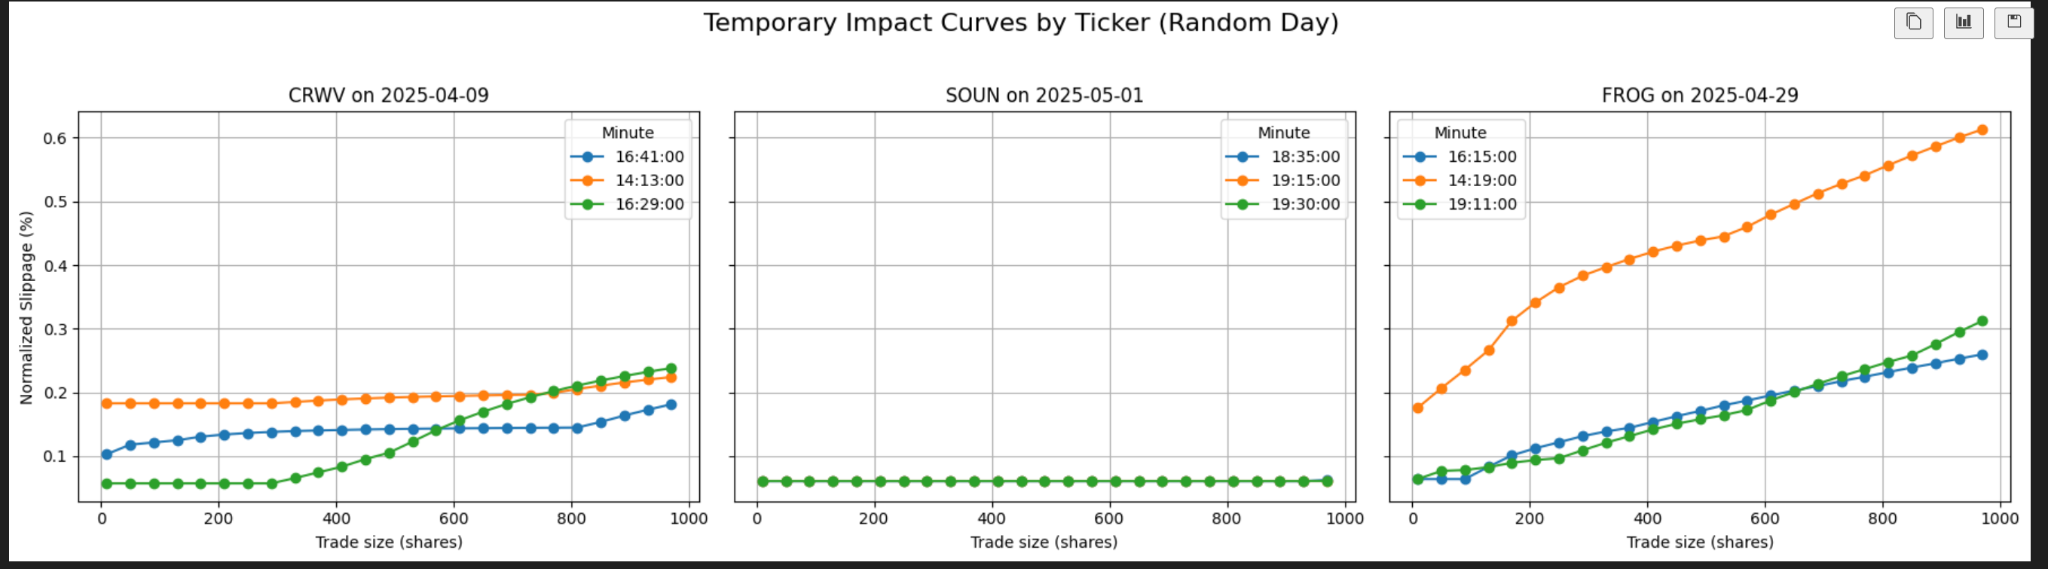 Temporary Impact Curves by Ticker (Random Day)
CRWV on 2025-04-09
Normalized Slippage (%)
0.6
0.5
0.4
0.3
0.2
0.1
Minute
16:41:00
14:13:00
16:29:00
0 200 400 600 800 1000
Trade size (shares)
SOUN on 2025-05-01
Minute
18:35:00
19:15:00
19:30:00
0 200 400 600 800 1000
Trade size (shares)
FROG on 2025-04-29
Minute
16:15:00
14:19:00
19:11:00
0 200 400 600 800 1000
Trade size (shares)